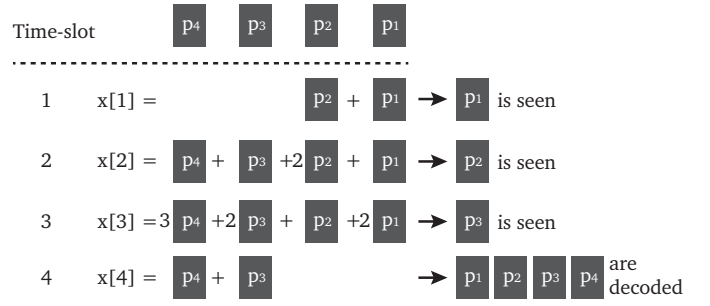 Time-slot p4 p3 p2 p1
1 x[1] = p2 + p1 → p1 is seen
2 x[2] = p4 + p3 +2 p2 + p1 → p2 is seen
3 x[3] =3 p4 +2 p3 + p2 +2 p1 → p3 is seen
4 x[4] = p4 + p3 → p1 p2 p3 p4 are decoded